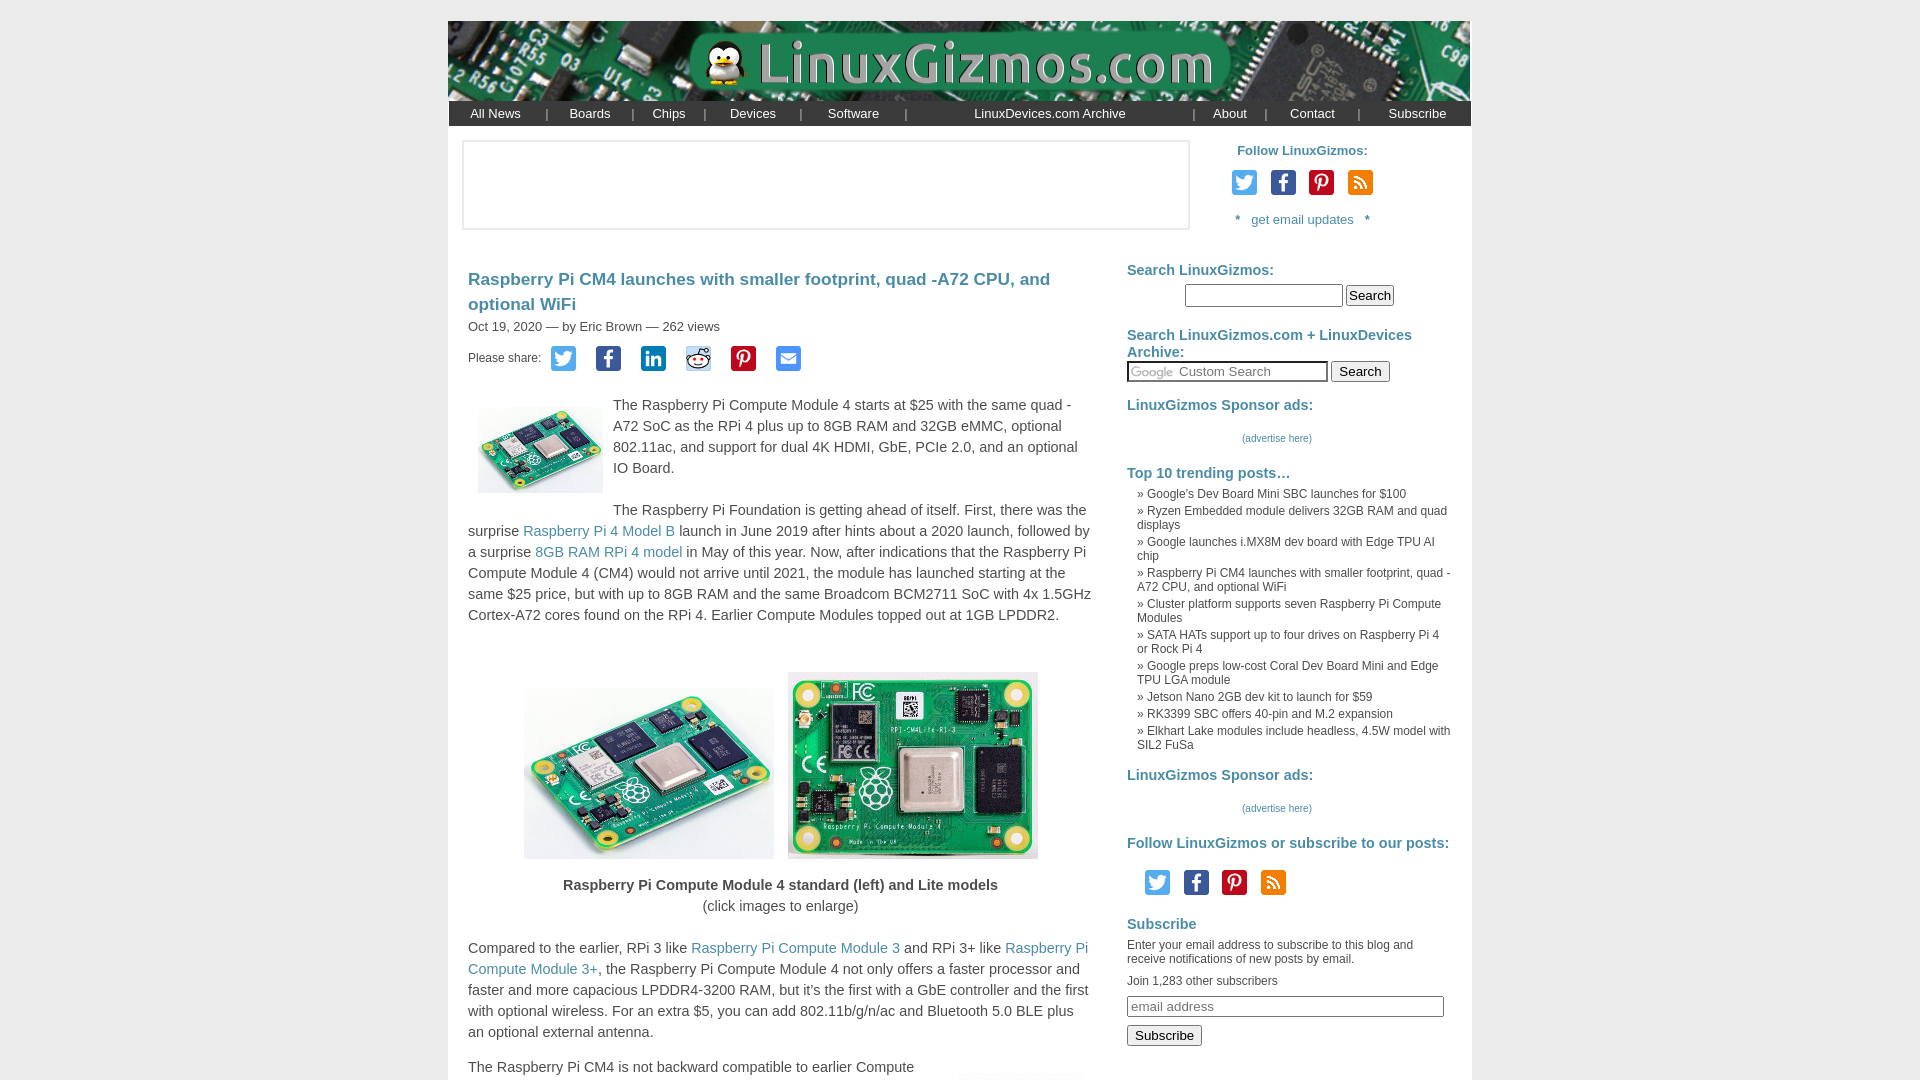 LinuxGizmos.com
All News | Boards | Chips | Devices | Software | LinuxDevices.com Archive | About | Contact | Subscribe
Follow LinuxGizmos:
* get email updates *
Raspberry Pi CM4 launches with smaller footprint, quad -A72 CPU, and
optional WiFi
Oct 19, 2020 — by Eric Brown — 262 views
Please share:
The Raspberry Pi Compute Module 4 starts at $25 with the same quad -
A72 SoC as the RPi 4 plus up to 8GB RAM and 32GB eMMC, optional
802.11ac, and support for dual 4K HDMI, GbE, PCIe 2.0, and an optional
IO Board.
The Raspberry Pi Foundation is getting ahead of itself. First, there was the
surprise Raspberry Pi 4 Model B launch in June 2019 after hints about a 2020 launch, followed by
a surprise 8GB RAM RPi 4 model in May of this year. Now, after indications that the Raspberry Pi
Compute Module 4 (CM4) would not arrive until 2021, the module has launched starting at the
same $25 price, but with up to 8GB RAM and the same Broadcom BCM2711 SoC with 4x 1.5GHz
Cortex-A72 cores found on the RPi 4. Earlier Compute Modules topped out at 1GB LPDDR2.
Raspberry Pi Compute Module 4 standard (left) and Lite models
(click images to enlarge)
Compared to the earlier, RPi 3 like Raspberry Pi Compute Module 3 and RPi 3+ like Raspberry Pi
Compute Module 3+, the Raspberry Pi Compute Module 4 not only offers a faster processor and
faster and more capacious LPDDR4-3200 RAM, but it's the first with a GbE controller and the first
with optional wireless. For an extra $5, you can add 802.11b/g/n/ac and Bluetooth 5.0 BLE plus
an optional external antenna.
The Raspberry Pi CM4 is not backward compatible to earlier Compute
Search LinuxGizmos:
Search
Search LinuxGizmos.com + LinuxDevices
Archive:
Google Custom Search Search
LinuxGizmos Sponsor ads:
(advertise here)
Top 10 trending posts…
» Google's Dev Board Mini SBC launches for $100
» Ryzen Embedded module delivers 32GB RAM and quad
displays
» Google launches i.MX8M dev board with Edge TPU AI
chip
» Raspberry Pi CM4 launches with smaller footprint, quad -
A72 CPU, and optional WiFi
» Cluster platform supports seven Raspberry Pi Compute
Modules
» SATA HATs support up to four drives on Raspberry Pi 4
or Rock Pi 4
» Google preps low-cost Coral Dev Board Mini and Edge
TPU LGA module
» Jetson Nano 2GB dev kit to launch for $59
» RK3399 SBC offers 40-pin and M.2 expansion
» Elkhart Lake modules include headless, 4.5W model with
SIL2 FuSa
LinuxGizmos Sponsor ads:
(advertise here)
Follow LinuxGizmos or subscribe to our posts:
Subscribe
Enter your email address to subscribe to this blog and
receive notifications of new posts by email.
Join 1,283 other subscribers
email address
Subscribe